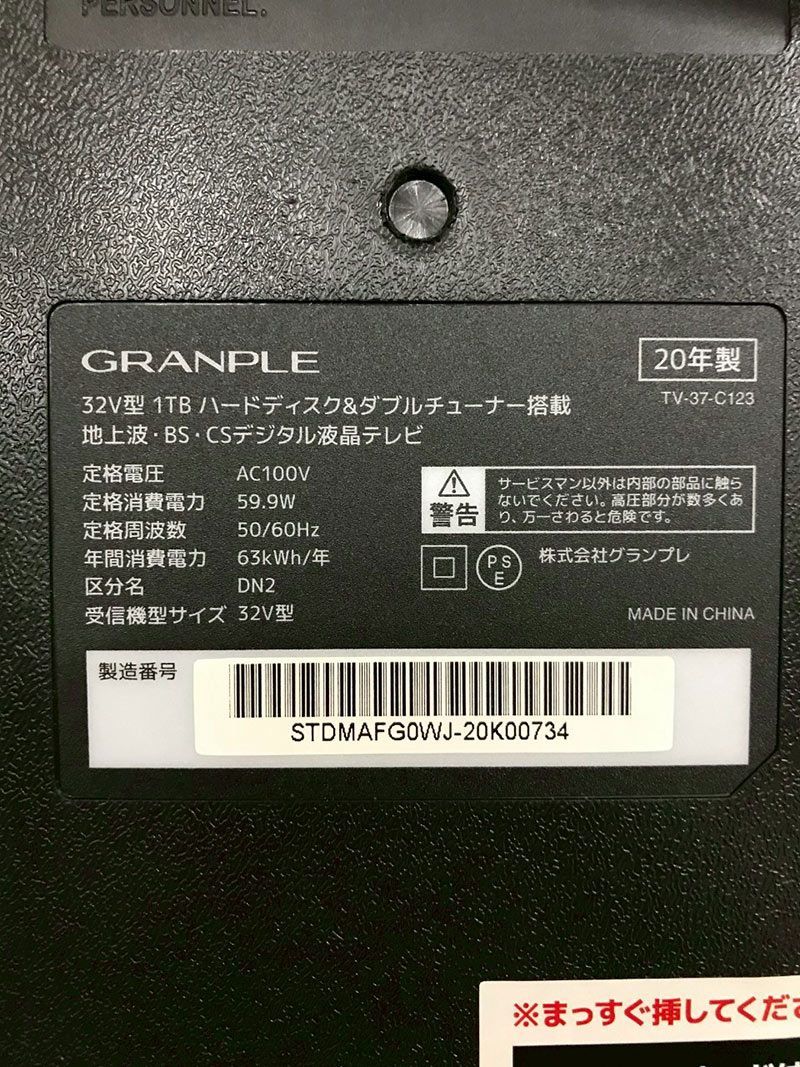 PERSONNEL.
GRANPLE
20年製
32V型 1TB ハードディスク&ダブルチューナー搭載
TV-37-C123
地上波・BS・CSデジタル液晶テレビ
定格電圧 AC100V
定格消費電力 59.9W
定格周波数 50/60Hz
年間消費電力 63kWh/年
区分名 DN2
受信機型サイズ 32V型
警告
サービスマン以外は内部の部品に触ら
ないでください。高圧部分が数多くあ
り、万一さわると危険です。
PS
E
株式会社グランプレ
MADE IN CHINA
製造番号
STDMAFG0WJ-20K00734
※まっすぐ挿してくださ